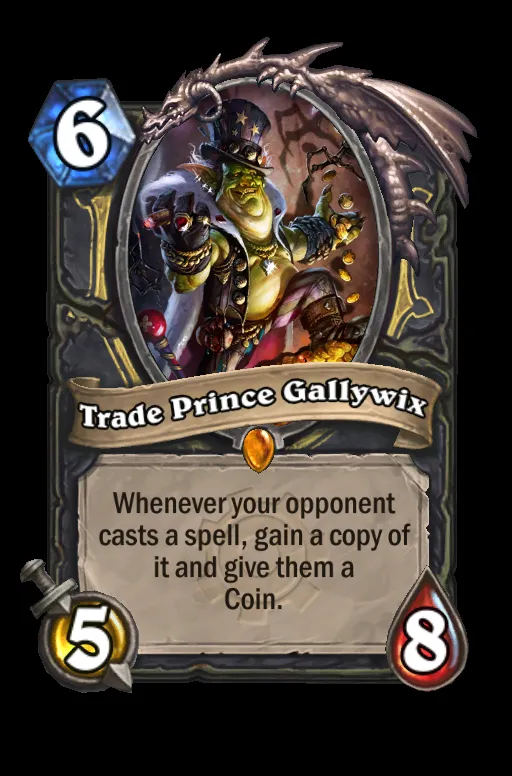 6
Trade Prince Gallywix
Whenever your opponent
casts a spell, gain a copy of
it and give them a
Coin.
5
8